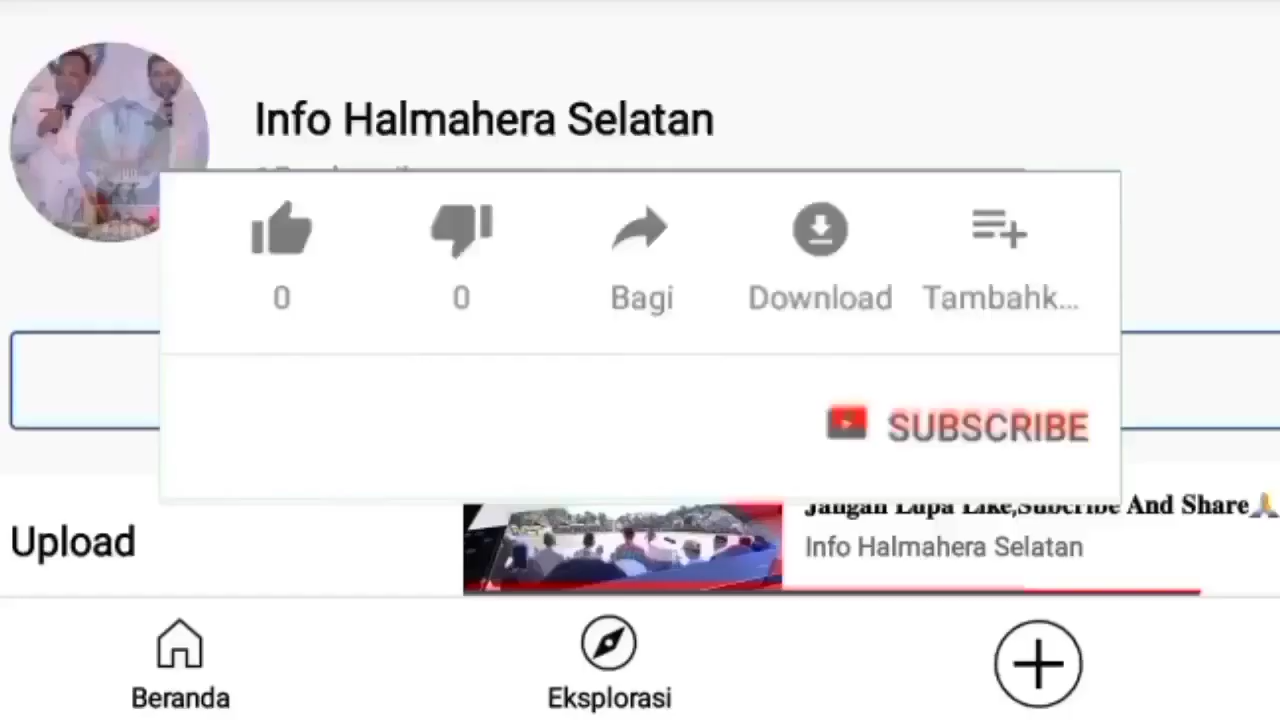 Info Halmahera Selatan
0
0
Bagi
Download
Tambahk...
SUBSCRIBE
Jangan Lupa Like,Subcribe And Share🙏
Info Halmahera Selatan
Upload
Beranda
Eksplorasi